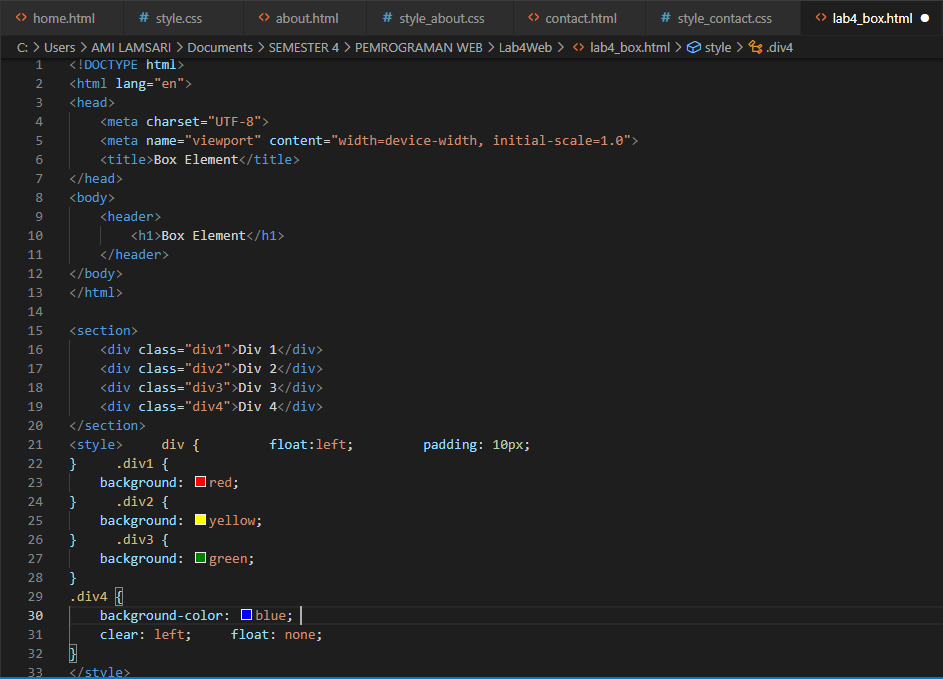 home.html # style.css about.html # style_about.css contact.html # style_contact.css lab4_box.html
C: > Users > AMI LAMSARI > Documents > SEMESTER 4 > PEMROGRAMAN WEB > Lab4Web > lab4_box.html > style > .div4
1 <!DOCTYPE html>
2 <html lang="en">
3 <head>
4 <meta charset="UTF-8">
5 <meta name="viewport" content="width=device-width, initial-scale=1.0">
6 <title>Box Element</title>
7 </head>
8 <body>
9 <header>
10 <h1>Box Element</h1>
11 </header>
12 </body>
13 </html>
14
15 <section>
16 <div class="div1">Div 1</div>
17 <div class="div2">Div 2</div>
18 <div class="div3">Div 3</div>
19 <div class="div4">Div 4</div>
20 </section>
21 <style> div { float:left; padding: 10px;
22 } .div1 {
23 background: red;
24 } .div2 {
25 background: yellow;
26 } .div3 {
27 background: green;
28 }
29 .div4 {
30 background-color: blue;
31 clear: left; float: none;
32 }
33 </style>